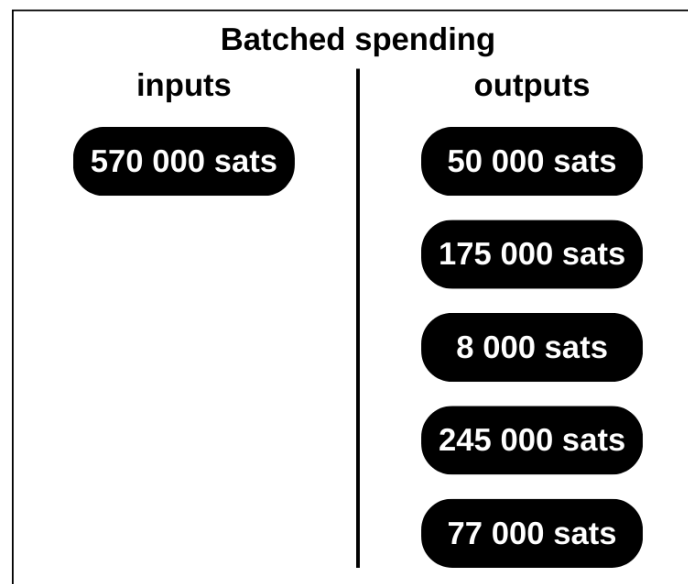 Batched spending
inputs
outputs
570 000 sats
50 000 sats
175 000 sats
8 000 sats
245 000 sats
77 000 sats